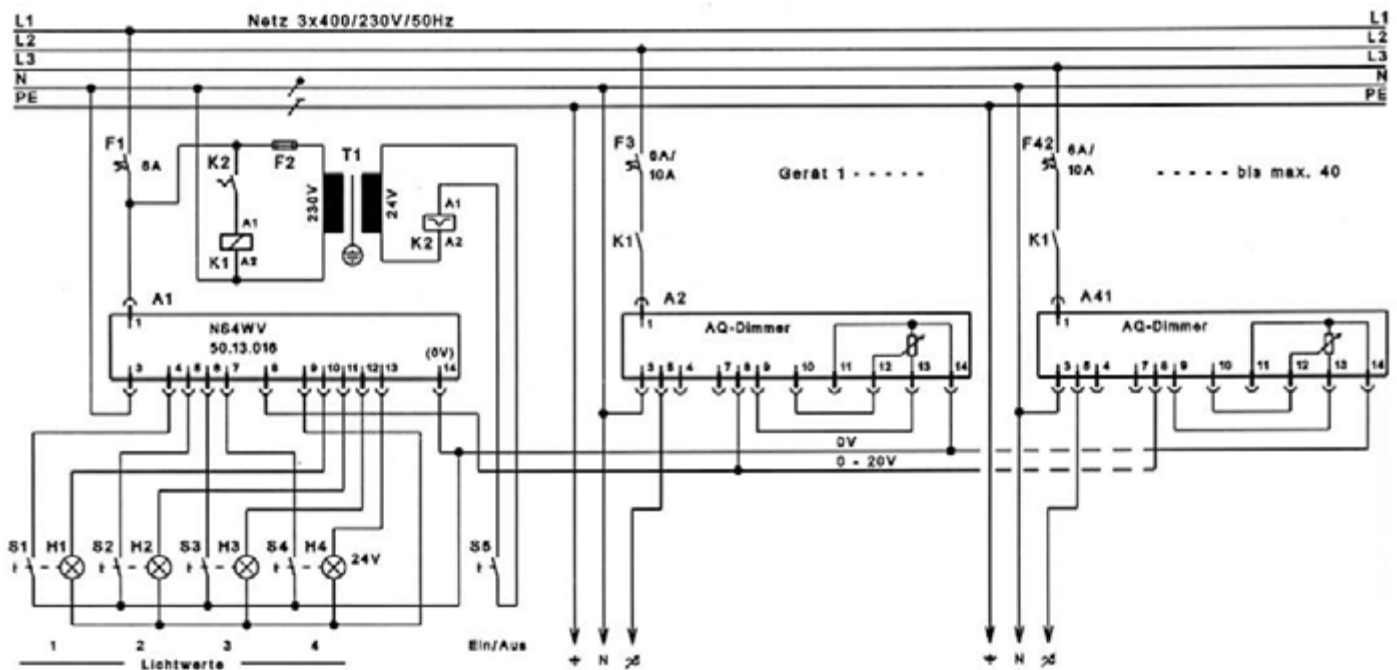 Netz 3x400/230V/50Hz
L1 L1
L2 L2
L3 L3
N N
PE PE
F1 6A
K2 F2 T1
F3 6A/
10A
Gerät 1 - - - - -
F42 6A/
10A
- - - - - bis max. 40
230V 24V
A1 A1
K1 A2 K2 A2
K1 K1
A1 A2 A41
1 N64WV
50.13.016
(0V)
3 4 5 6 7 8 9 10 11 12 13 14
1 AQ-Dimmer
3 5 4 7 8 9 10 11 12 13 14
1 AQ-Dimmer
3 5 4 7 8 9 10 11 12 13 14
0V
0 - 20V
S1 H1 S2 H2 S3 H3 S4 H4 24V S5
1 2 3 4
Lichtwerte
Ein/Aus
N N